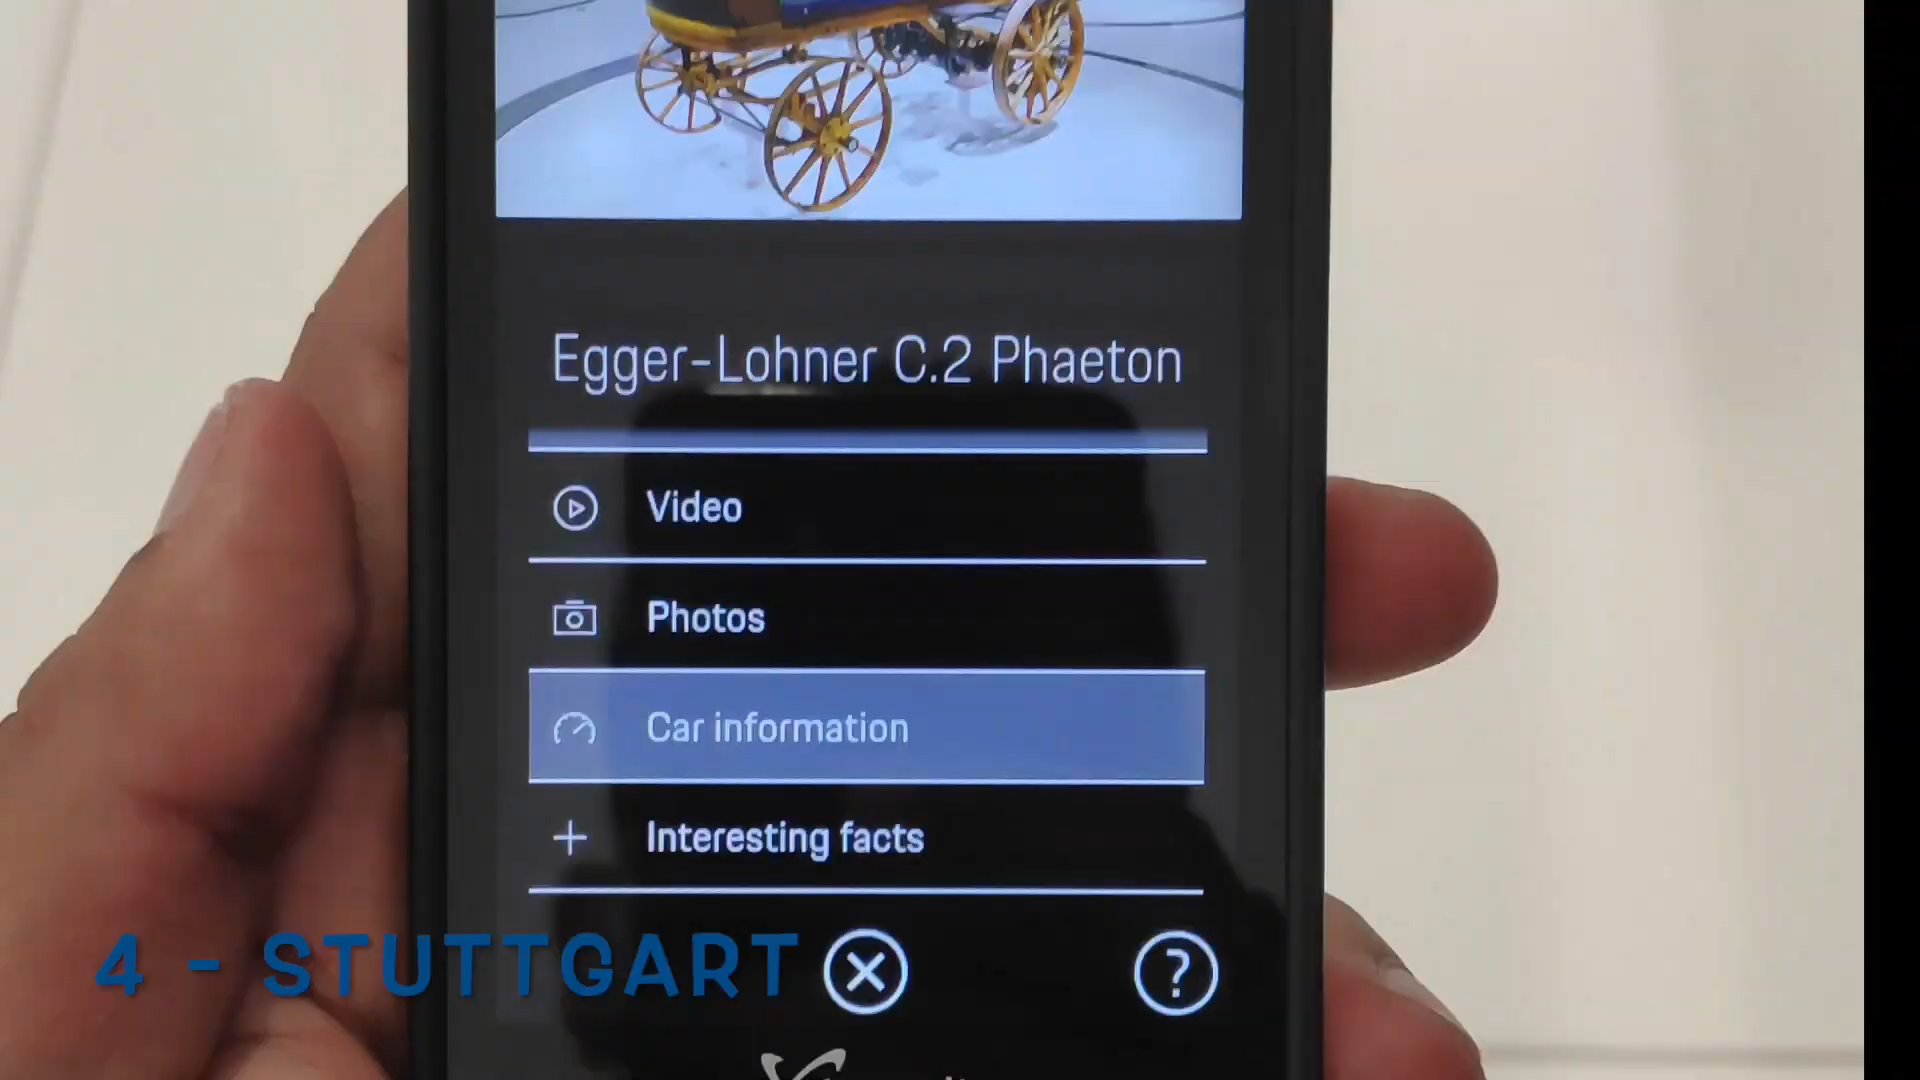 Egger-Lohner C.2 Phaeton
Video
Photos
Car information
Interesting facts
4 - STUTTGART